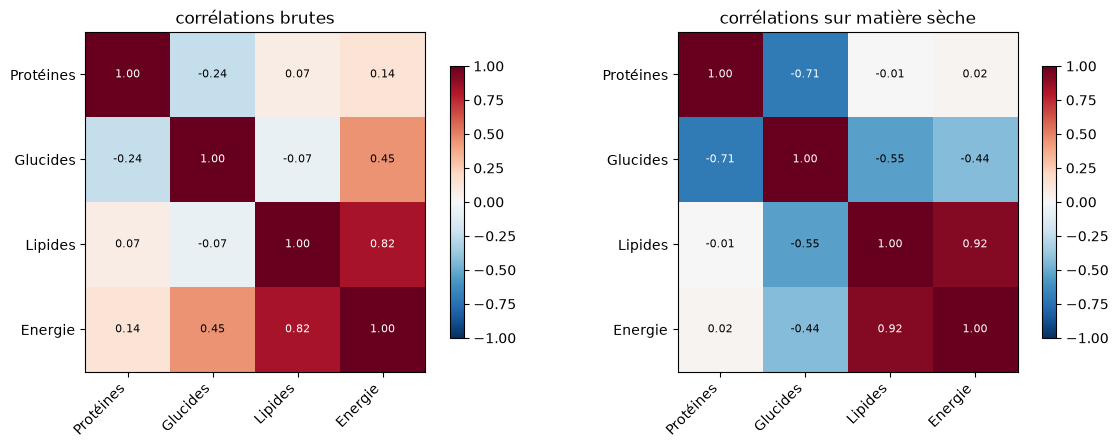 corrélations brutes
Protéines 1.00 -0.24 0.07 0.14
Glucides -0.24 1.00 -0.07 0.45
Lipides 0.07 -0.07 1.00 0.82
Energie 0.14 0.45 0.82 1.00
Protéines Glucides Lipides Energie
1.00
0.75
0.50
0.25
0.00
−0.25
−0.50
−0.75
−1.00
corrélations sur matière sèche
Protéines 1.00 -0.71 -0.01 0.02
Glucides -0.71 1.00 -0.55 -0.44
Lipides -0.01 -0.55 1.00 0.92
Energie 0.02 -0.44 0.92 1.00
Protéines Glucides Lipides Energie
1.00
0.75
0.50
0.25
0.00
−0.25
−0.50
−0.75
−1.00